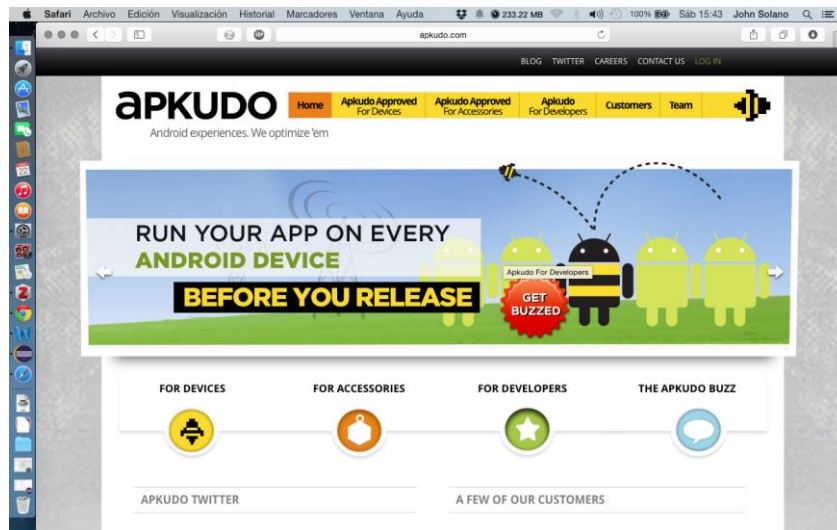 Safari Archivo Edición Visualización Historial Marcadores Ventana Ayuda 233.22 MB 100% Sáb 15:43 John Solano
apkudo.com
BLOG TWITTER CAREERS CONTACT US LOG IN
aPKUDO
Home
Apkudo Approved
For Devices
Apkudo Approved
For Accessories
Apkudo
For Developers
Customers
Team
Android experiences. We optimize 'em
RUN YOUR APP ON EVERY
ANDROID DEVICE
BEFORE YOU RELEASE
Apkudo For Developers
GET
BUZZED
FOR DEVICES FOR ACCESSORIES FOR DEVELOPERS THE APKUDO BUZZ
APKUDO TWITTER A FEW OF OUR CUSTOMERS
22